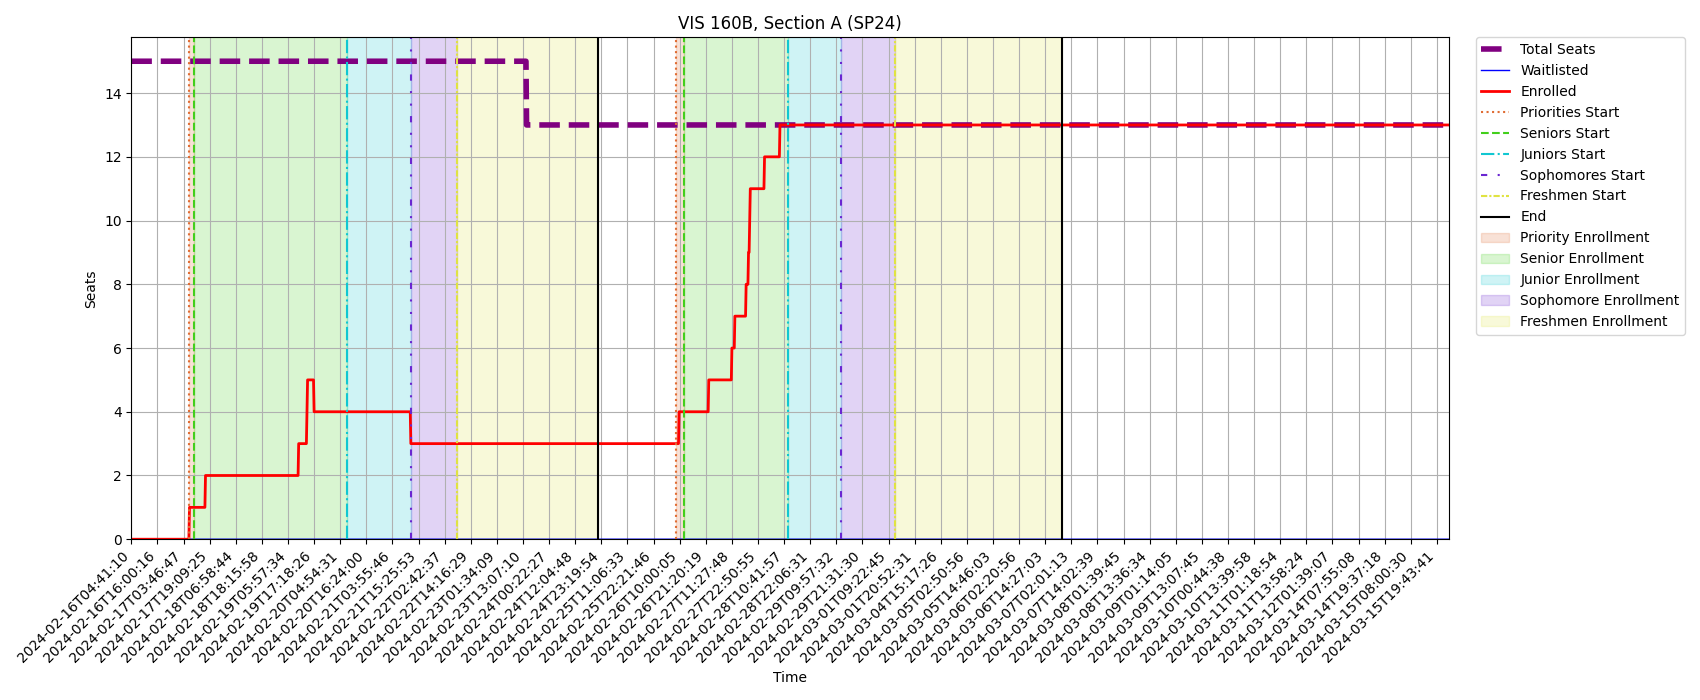 VIS 160B, Section A (SP24)
Seats
14
12
10
8
6
4
2
0
2024-02-16T04:41:10
2024-02-16T16:00:16
2024-02-17T03:46:47
2024-02-17T19:09:25
2024-02-18T06:58:44
2024-02-18T18:15:58
2024-02-19T05:57:34
2024-02-19T17:18:26
2024-02-20T04:54:31
2024-02-20T16:24:00
2024-02-21T03:55:46
2024-02-21T15:25:53
2024-02-22T02:42:37
2024-02-22T14:16:29
2024-02-23T01:34:09
2024-02-23T13:07:10
2024-02-24T00:22:27
2024-02-24T12:04:48
2024-02-24T23:19:54
2024-02-25T11:06:33
2024-02-25T22:21:46
2024-02-26T10:00:05
2024-02-26T21:20:19
2024-02-27T11:27:48
2024-02-27T22:50:55
2024-02-28T10:41:57
2024-02-28T22:06:31
2024-02-29T09:57:32
2024-02-29T21:31:30
2024-03-01T09:22:45
2024-03-01T20:52:31
2024-03-04T15:17:26
2024-03-05T02:50:56
2024-03-05T14:46:03
2024-03-06T02:20:56
2024-03-06T14:27:03
2024-03-07T02:01:13
2024-03-07T14:02:39
2024-03-08T01:39:45
2024-03-08T13:36:34
2024-03-09T01:14:05
2024-03-09T13:07:45
2024-03-10T00:44:38
2024-03-10T13:39:58
2024-03-11T01:18:54
2024-03-11T13:58:24
2024-03-12T01:39:07
2024-03-14T07:55:08
2024-03-14T19:37:18
2024-03-15T08:00:30
2024-03-15T19:43:41
Time
Total Seats
Waitlisted
Enrolled
Priorities Start
Seniors Start
Juniors Start
Sophomores Start
Freshmen Start
End
Priority Enrollment
Senior Enrollment
Junior Enrollment
Sophomore Enrollment
Freshmen Enrollment